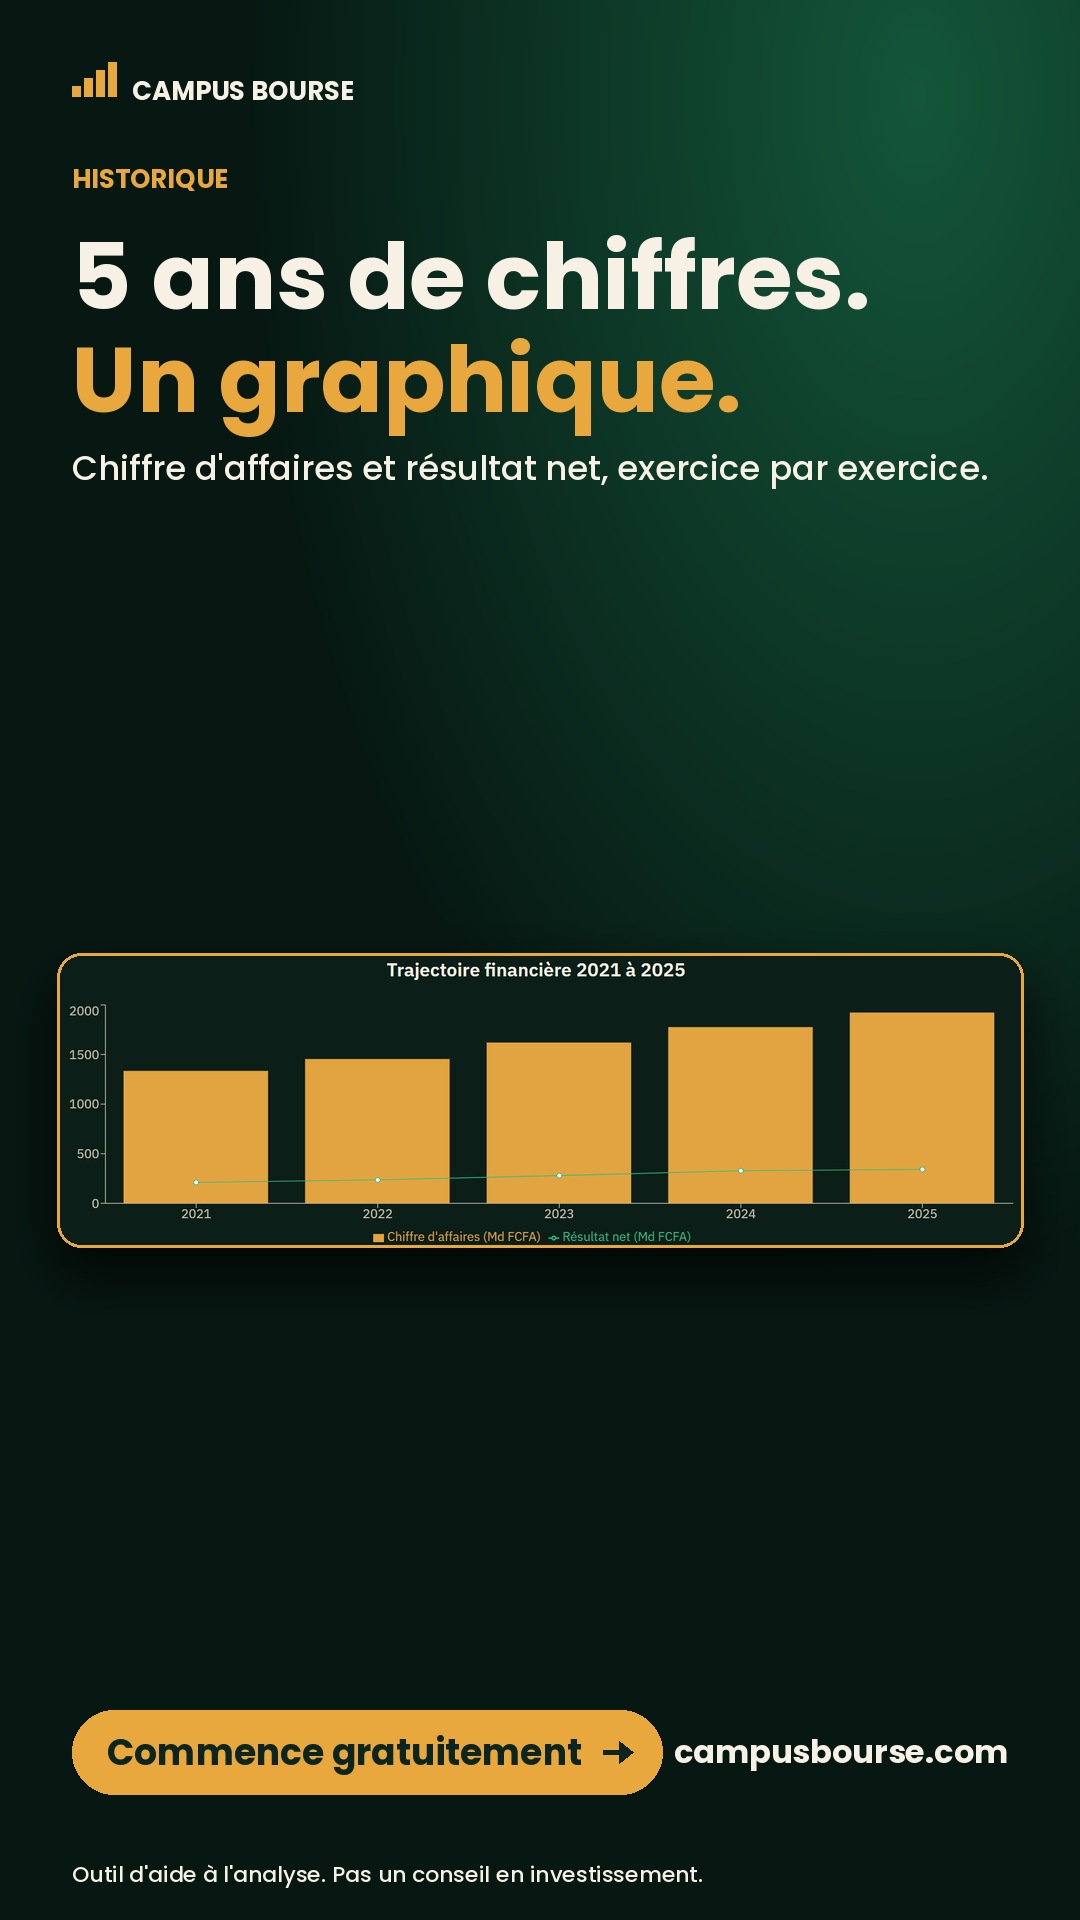 CAMPUS BOURSE
HISTORIQUE
5 ans de chiffres.
Un graphique.
Chiffre d'affaires et résultat net, exercice par exercice.
Trajectoire financière 2021 à 2025
2000
1500
1000
500
0
2021 2022 2023 2024 2025
Chiffre d'affaires (Md FCFA) Résultat net (Md FCFA)
Commence gratuitement → campusbourse.com
Outil d'aide à l'analyse. Pas un conseil en investissement.